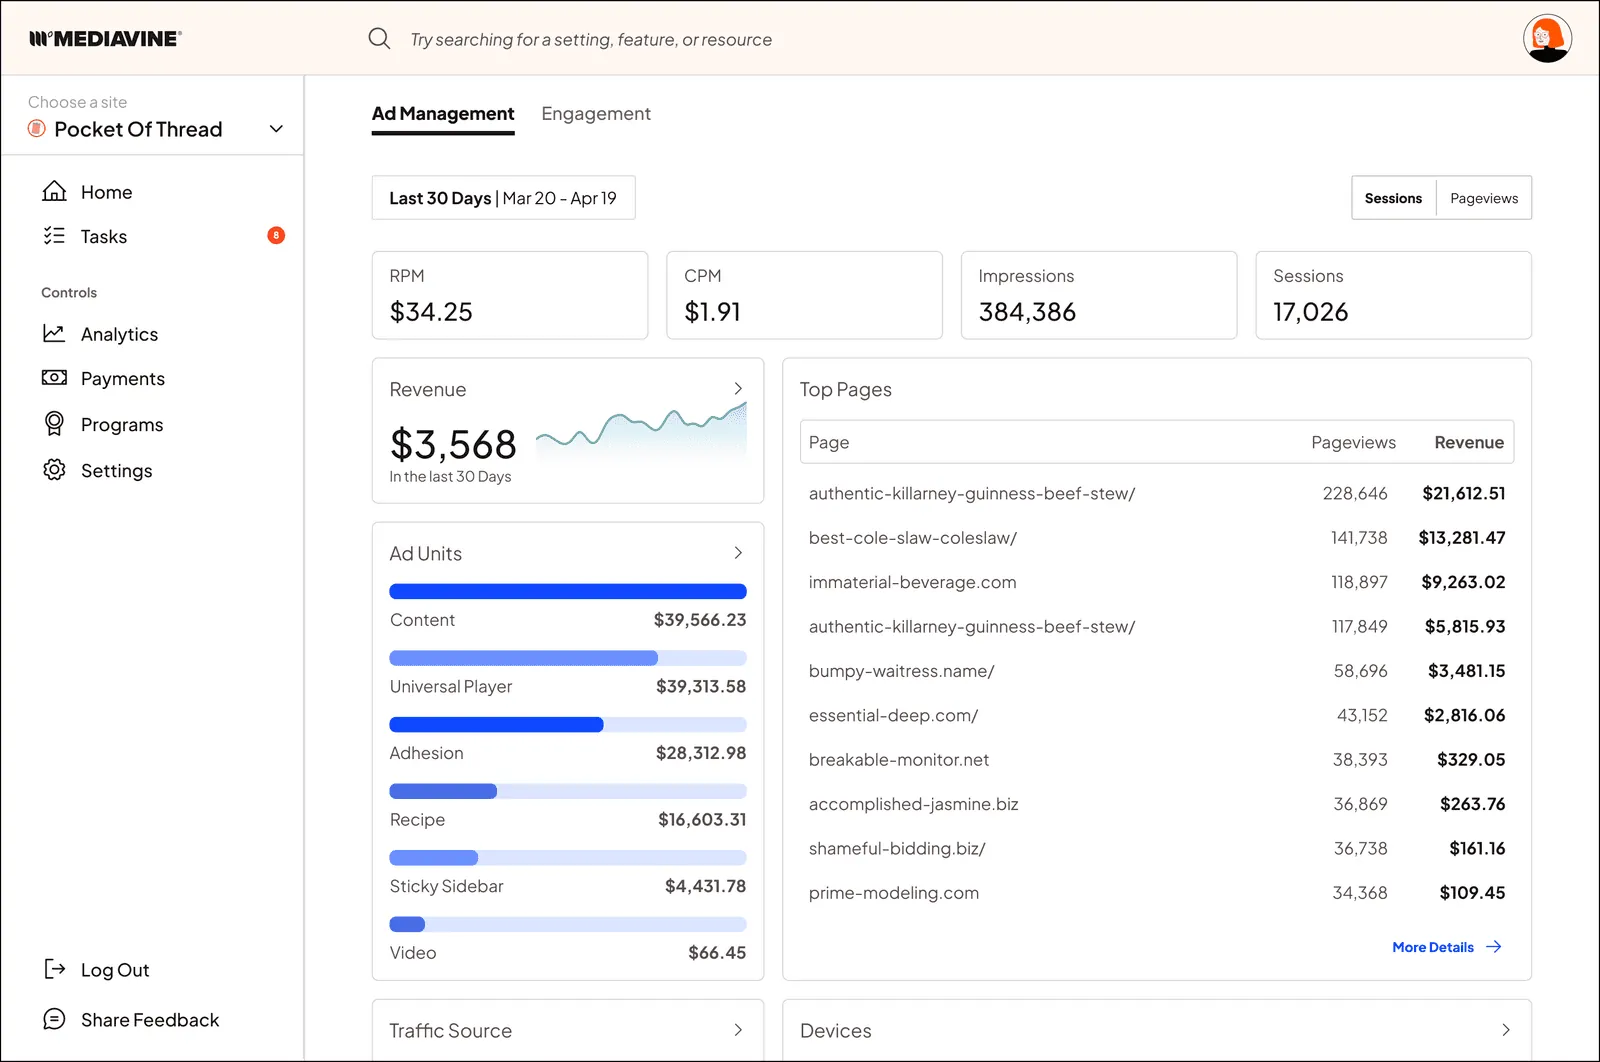 MEDIAVINE
Try searching for a setting, feature, or resource
Choose a site
Pocket Of Thread
Home
Tasks 8
Controls
Analytics
Payments
Programs
Settings
Log Out
Share Feedback
Ad Management Engagement
Last 30 Days | Mar 20 - Apr 19
Sessions Pageviews
RPM
$34.25
CPM
$1.91
Impressions
384,386
Sessions
17,026
Revenue
$3,568
In the last 30 Days
Ad Units
Content $39,566.23
Universal Player $39,313.58
Adhesion $28,312.98
Recipe $16,603.31
Sticky Sidebar $4,431.78
Video $66.45
Top Pages
Page Pageviews Revenue
authentic-killarney-guinness-beef-stew/ 228,646 $21,612.51
best-cole-slaw-coleslaw/ 141,738 $13,281.47
immaterial-beverage.com 118,897 $9,263.02
authentic-killarney-guinness-beef-stew/ 117,849 $5,815.93
bumpy-waitress.name/ 58,696 $3,481.15
essential-deep.com/ 43,152 $2,816.06
breakable-monitor.net 38,393 $329.05
accomplished-jasmine.biz 36,869 $263.76
shameful-bidding.biz/ 36,738 $161.16
prime-modeling.com 34,368 $109.45
More Details
Traffic Source
Devices